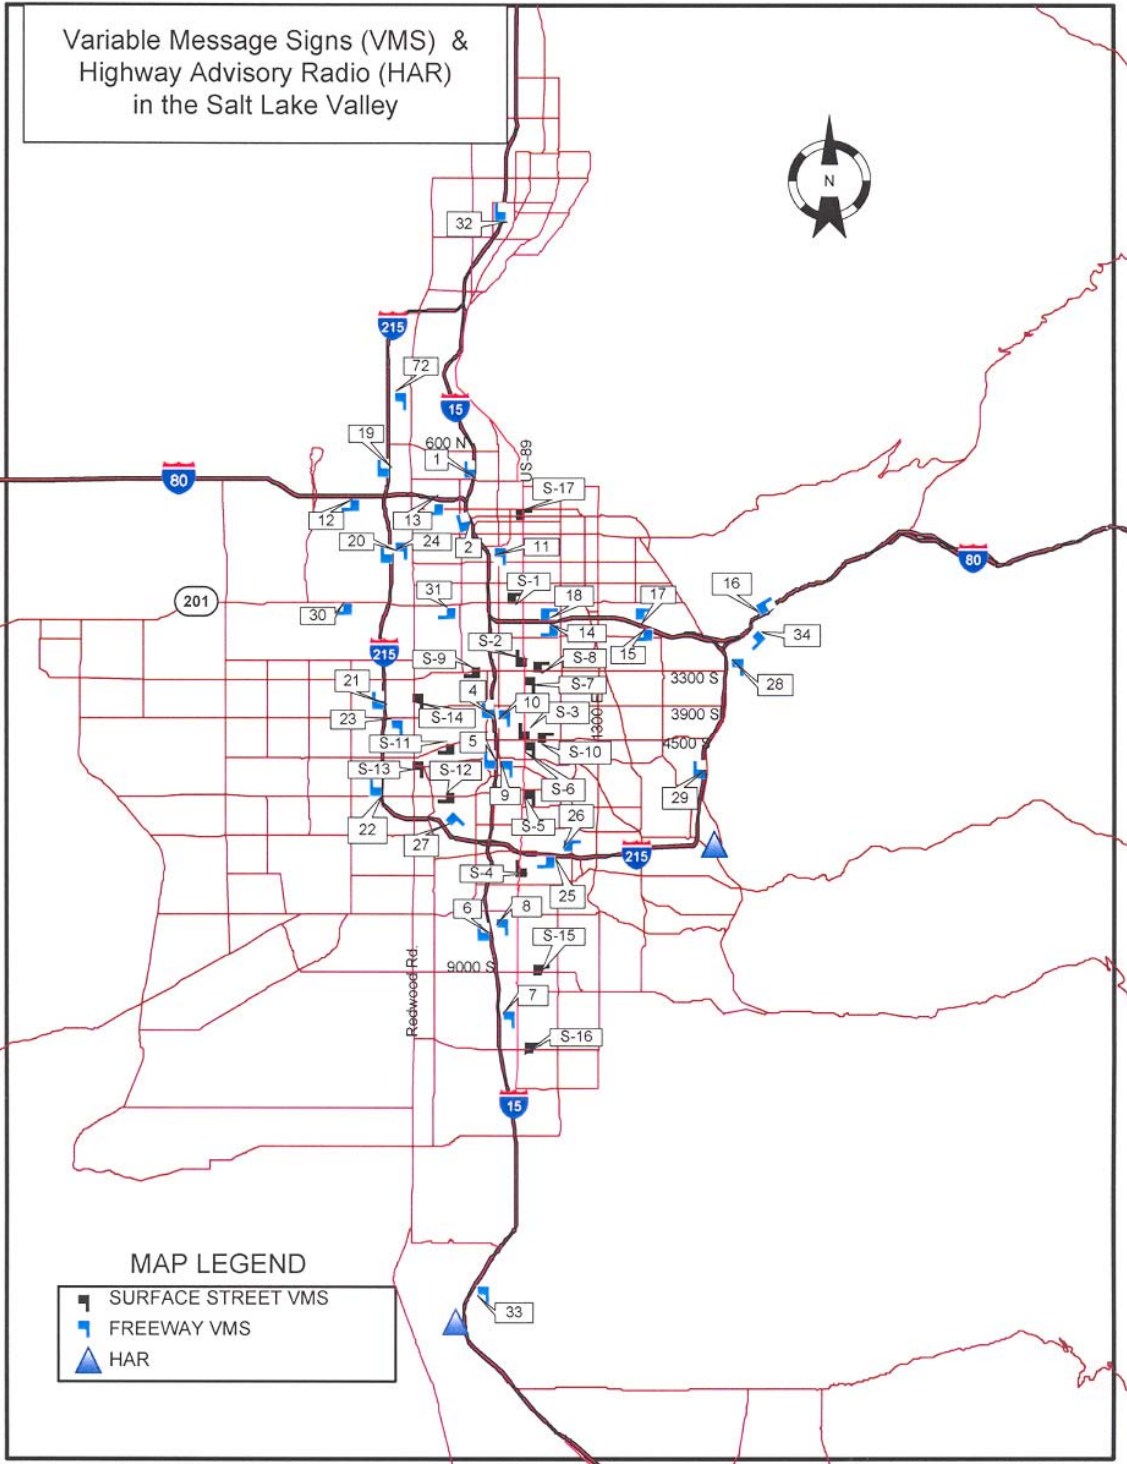 Variable Message Signs (VMS) &
Highway Advisory Radio (HAR)
in the Salt Lake Valley
N
32
215
72
15
19
600 N
1
US-89
80
S-17
12
13
2
20
24
11
80
S-1
16
201
31
18
17
30
14
34
S-2
15
215
S-9
S-8
3300 S
28
21
S-7
4
10
S-14
S-3
3900 S
23
1300 E
S-11
5
S-10
4500 S
S-13
S-12
S-6
9
29
26
S-5
22
27
215
S-4
25
6
8
S-15
9000 S
Redwood Rd.
7
S-16
15
MAP LEGEND
SURFACE STREET VMS
FREEWAY VMS
HAR
33